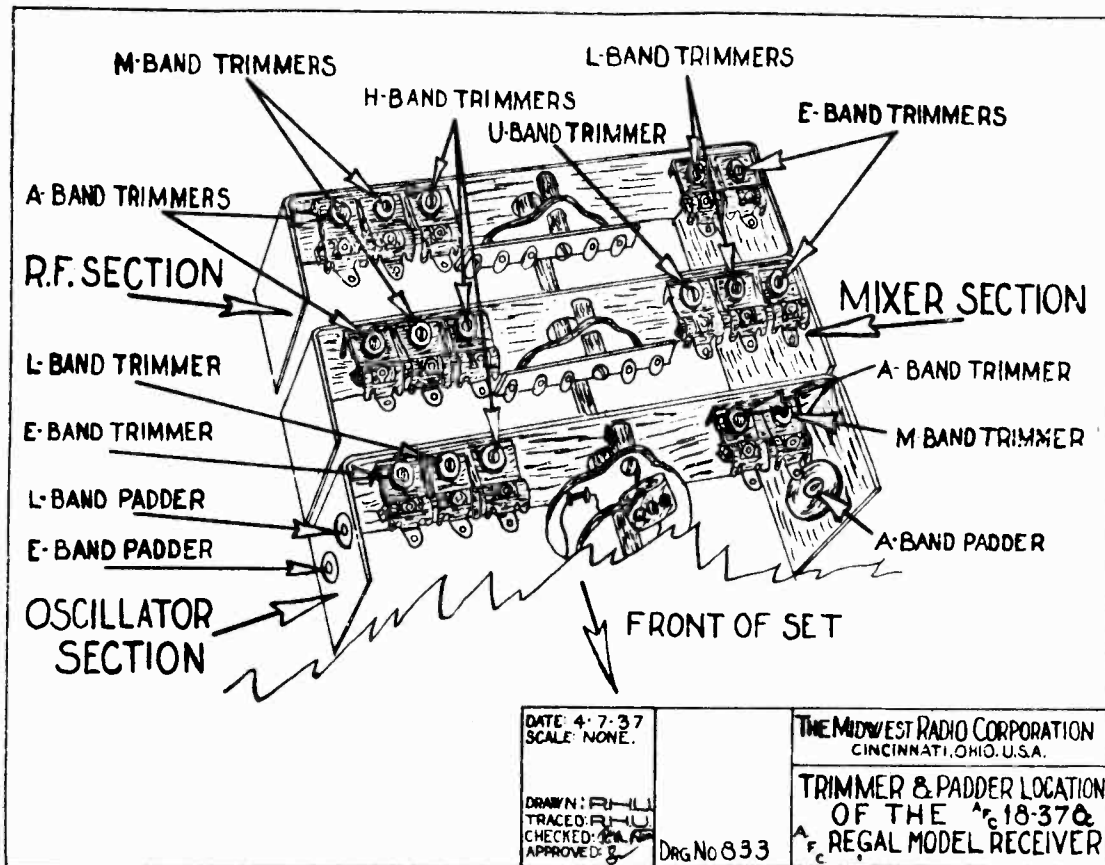 M-BAND TRIMMERS
L-BAND TRIMMERS
H-BAND TRIMMERS
U-BAND TRIMMER
E-BAND TRIMMERS
A-BAND TRIMMERS
R.F. SECTION
MIXER SECTION
L-BAND TRIMMER
A-BAND TRIMMER
E-BAND TRIMMER
M-BAND TRIMMER
L-BAND PADDER
E-BAND PADDER
A-BAND PADDER
OSCILLATOR
SECTION
FRONT OF SET
DATE: 4-7-37
SCALE: NONE.
DRAWN: RHU
TRACED: RHU
CHECKED:
APPROVED:
DRG No 833
THE MIDWEST RADIO CORPORATION
CINCINNATI, OHIO. U.S.A.
TRIMMER & PADDER LOCATION
OF THE AFC 18-37 &
AFC REGAL MODEL RECEIVER